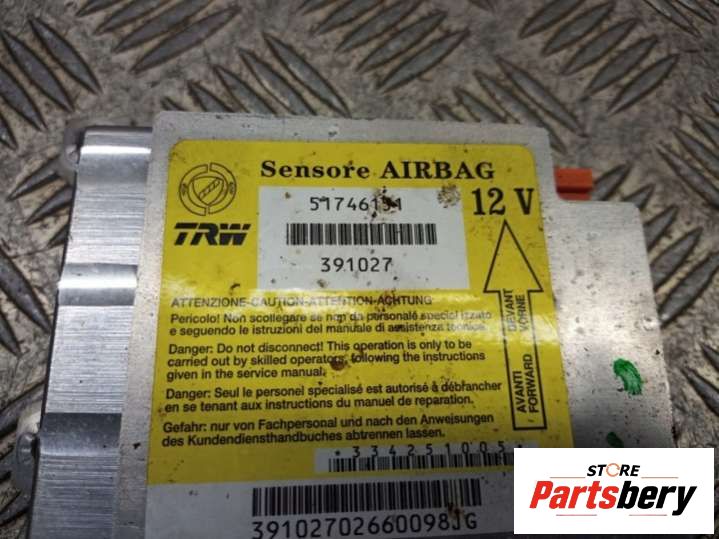 Sensore AIRBAG
51746191
12 V
TRW
391027
ATTENZIONE-CAUTION-ATTENTION-ACHTUNG
Pericolo! Non scollegare se non da personale specializzato
e seguendo le istruzioni del manuale di assistenza tecnica.
Danger: Do not disconnect! This operation is only to be
carried out by skilled operators, following the instructions
given in the service manual.
Danger: Seul le personel spécialisé est autorisé à débrancher
en se tenant aux instructions du manuel de reparation.
Gefahr: nur von Fachpersonal und nach den Anweisungen
des Kundendiensthandbuches abtrennen lassen.
DEVANT
VORNE
AVANTI
FORWARD
334251005
39102702660098JG
STORE
Partsbery